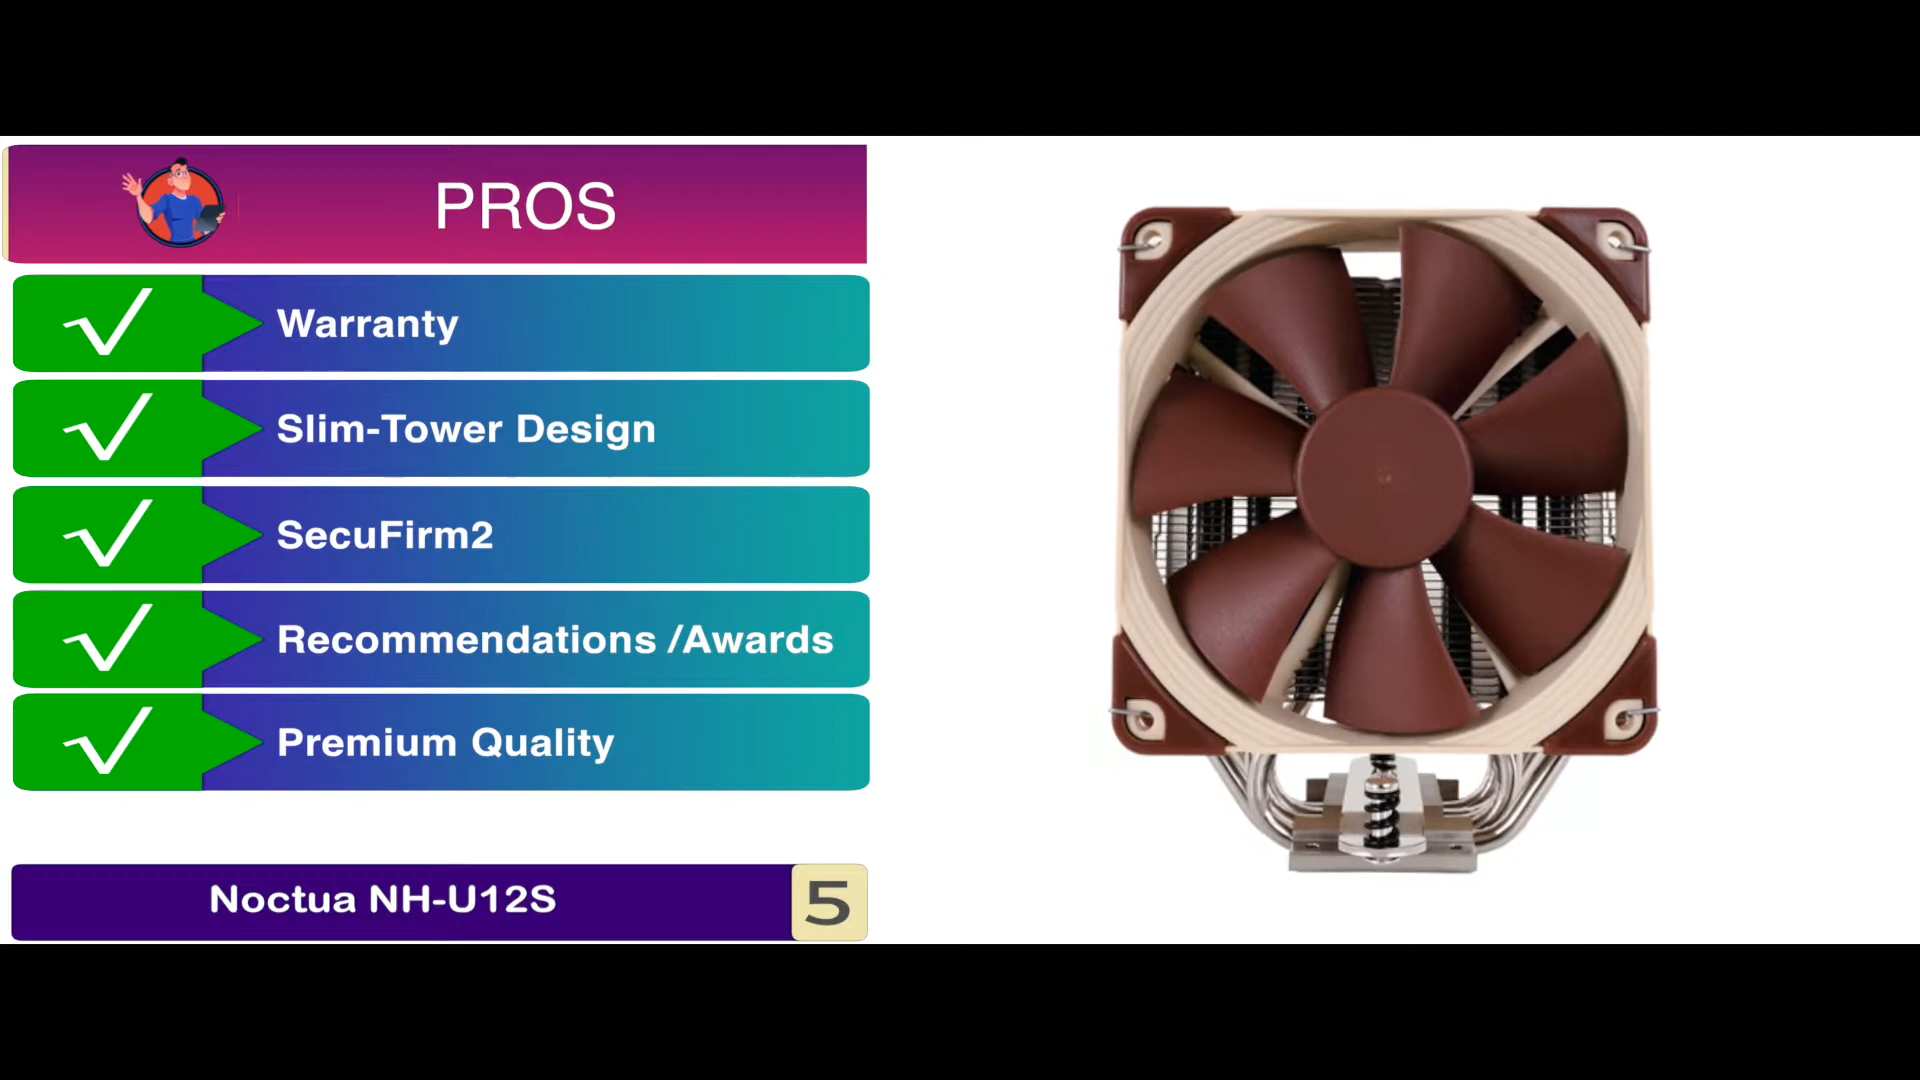 PROS
Warranty
Slim-Tower Design
SecuFirm2
Recommendations /Awards
Premium Quality
Noctua NH-U12S
5